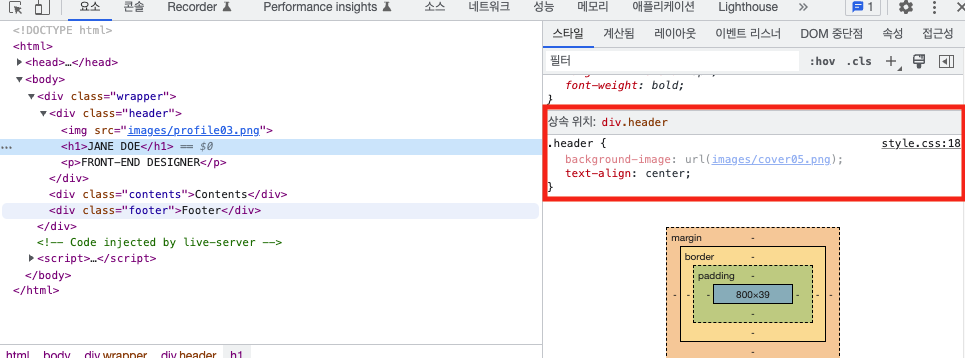 요소 콘솔 Recorder Performance insights 소스 네트워크 성능 메모리 애플리케이션 Lighthouse » 1
<!DOCTYPE html>
<html>
<head>…</head>
<body>
<div class="wrapper">
<div class="header">
<img src="images/profile03.png">
… <h1>JANE DOE</h1> == $0
<p>FRONT-END DESIGNER</p>
</div>
<div class="contents">Contents</div>
<div class="footer">Footer</div>
</div>
<!-- Code injected by live-server -->
<script>…</script>
</body>
</html>
html body div.wrapper div.header h1
스타일 계산됨 레이아웃 이벤트 리스너 DOM 중단점 속성 접근성
필터 :hov .cls +
font-weight: bold;
}
상속 위치: div.header
.header { style.css:18
background-image: url(images/cover05.png);
text-align: center;
}
margin -
border -
padding -
- - - 800×39 - - -
-
-